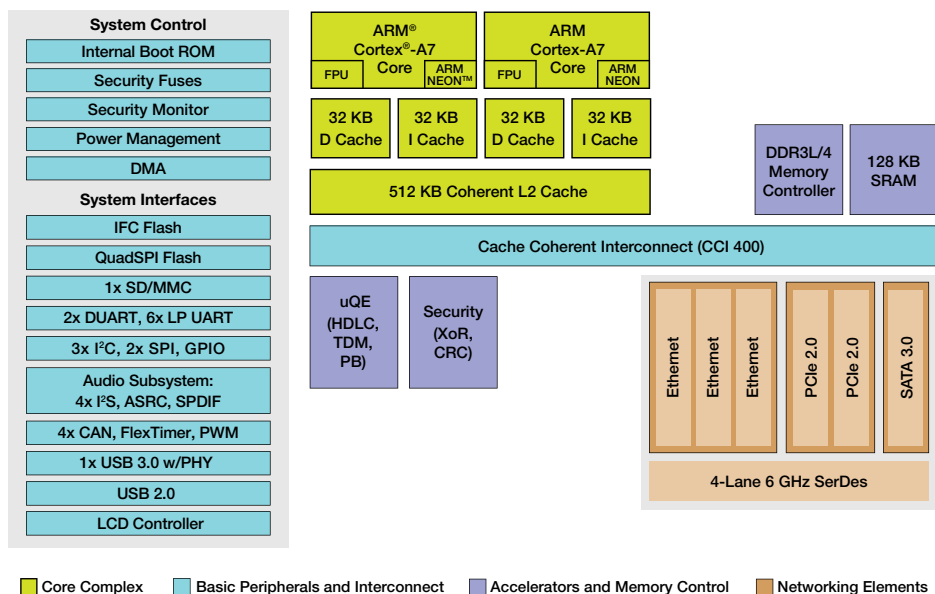 System Control
Internal Boot ROM
Security Fuses
Security Monitor
Power Management
DMA
System Interfaces
IFC Flash
QuadSPI Flash
1x SD/MMC
2x DUART, 6x LP UART
3x I²C, 2x SPI, GPIO
Audio Subsystem:
4x I²S, ASRC, SPDIF
4x CAN, FlexTimer, PWM
1x USB 3.0 w/PHY
USB 2.0
LCD Controller
ARM®
Cortex®-A7
Core
FPU
ARM
NEON™
ARM
Cortex-A7
Core
FPU
ARM
NEON
32 KB
D Cache
32 KB
I Cache
32 KB
D Cache
32 KB
I Cache
512 KB Coherent L2 Cache
DDR3L/4
Memory
Controller
128 KB
SRAM
Cache Coherent Interconnect (CCI 400)
uQE
(HDLC,
TDM,
PB)
Security
(XoR,
CRC)
Ethernet
Ethernet
Ethernet
PCIe 2.0
PCIe 2.0
SATA 3.0
4-Lane 6 GHz SerDes
Core Complex
Basic Peripherals and Interconnect
Accelerators and Memory Control
Networking Elements